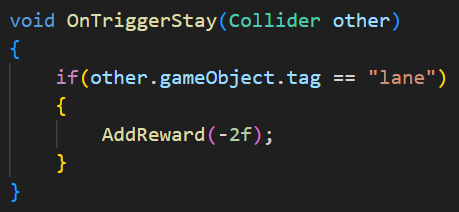 void OnTriggerStay(Collider other)
{
    if(other.gameObject.tag == "lane")
    {
        AddReward(-2f);
    }
}